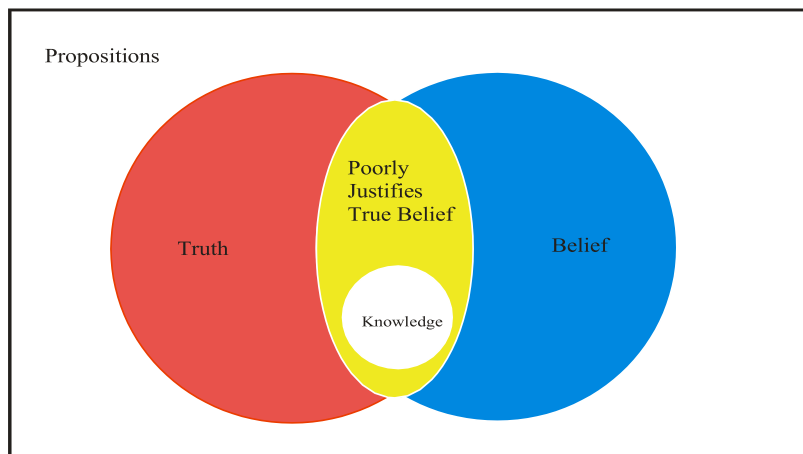 Propositions
Poorly
Justifies
True Belief
Truth
Belief
Knowledge